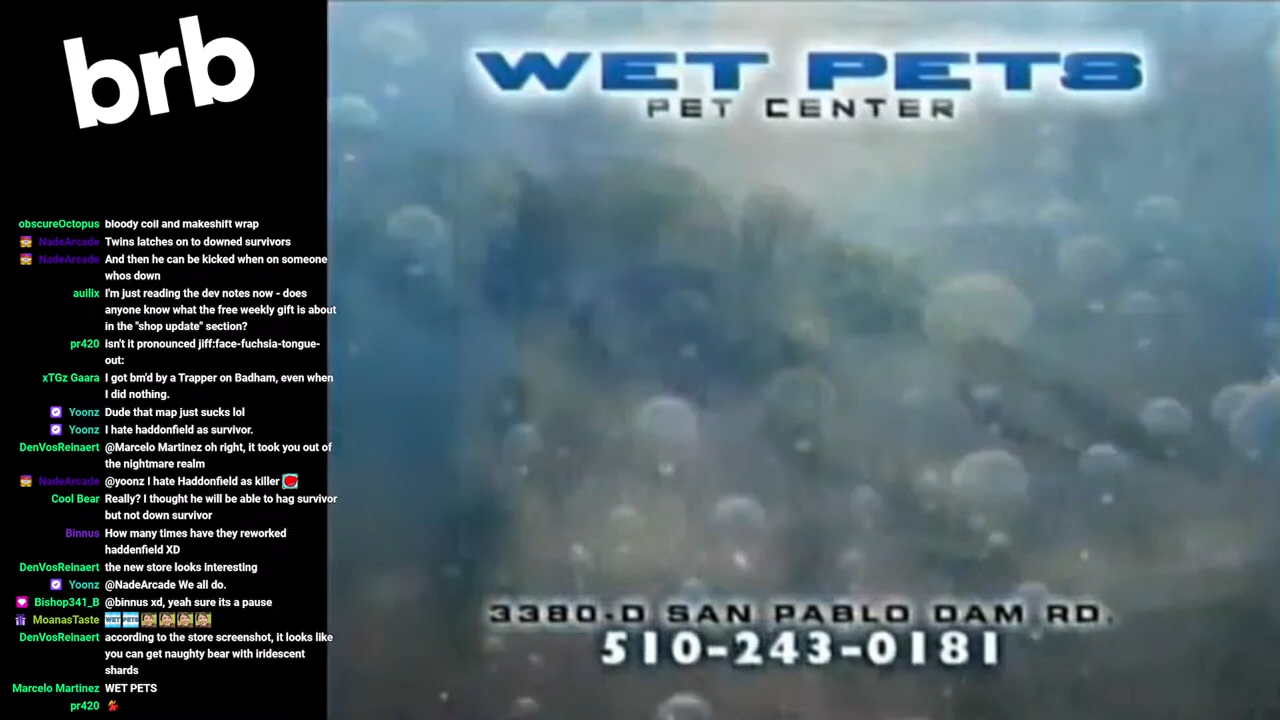 brb
obscureOctopus bloody coil and makeshift wrap
NadeArcade Twins latches on to downed survivors
NadeArcade And then he can be kicked when on someone
whos down
auilix I'm just reading the dev notes now - does
anyone know what the free weekly gift is about
in the "shop update" section?
pr420 isn't it pronounced jiff:face-fuchsia-tongue-
out:
xTGz Gaara I got bm'd by a Trapper on Badham, even when
I did nothing.
Yoonz Dude that map just sucks lol
Yoonz I hate haddonfield as survivor.
DenVosReinaert @Marcelo Martinez oh right, it took you out of
the nightmare realm
NadeArcade @yoonz I hate Haddonfield as killer
Cool Bear Really? I thought he will be able to hag survivor
but not down survivor
Binnus How many times have they reworked
haddenfield XD
DenVosReinaert the new store looks interesting
Yoonz @NadeArcade We all do.
Bishop341_B @binnus xd, yeah sure its a pause
MoanasTaste WET PETS
DenVosReinaert according to the store screenshot, it looks like
you can get naughty bear with iridescent
shards
Marcelo Martinez WET PETS
pr420
WET PETS
PET CENTER
3380-D SAN PABLO DAM RD.
510-243-0181